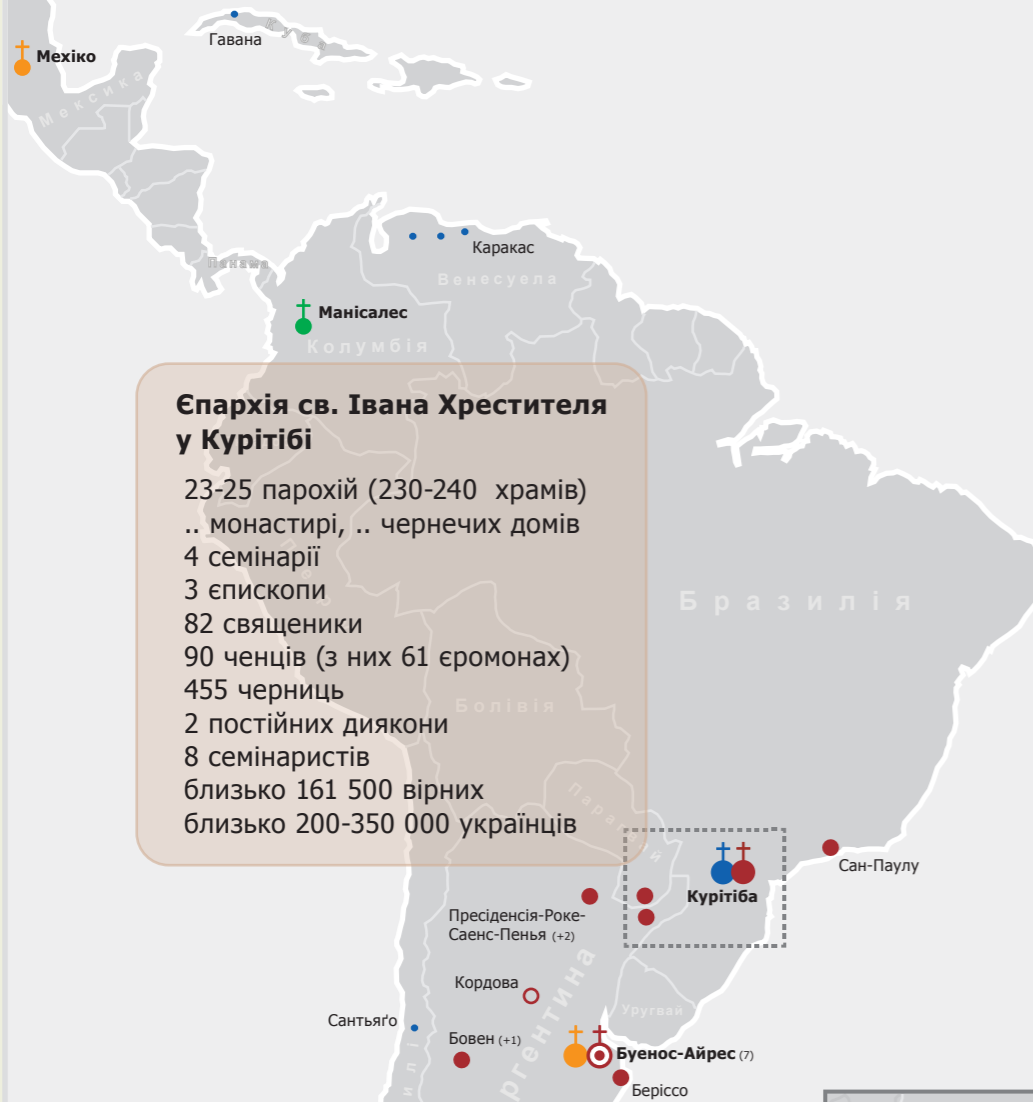 Куба
Гавана
Мехіко
Мексика
Каракас
Панама
Венесуела
Манісалес
Колумбія
Єпархія св. Івана Хрестителя
у Курітібі
23-25 парохій (230-240 храмів)
.. монастирі, .. чернечих домів
4 семінарії
3 єпископи
82 священики
90 ченців (з них 61 єромонах)
455 черниць
2 постійних диякони
8 семінаристів
близько 161 500 вірних
близько 200-350 000 українців
Бразилія
Болівія
Парагвай
Сан-Паулу
Курітіба
Пресіденсія-Роке-
Саенс-Пенья (+2)
Кордова
Уругвай
Сантьяґо
Бовен (+1)
Буенос-Айрес (7)
Беріссо